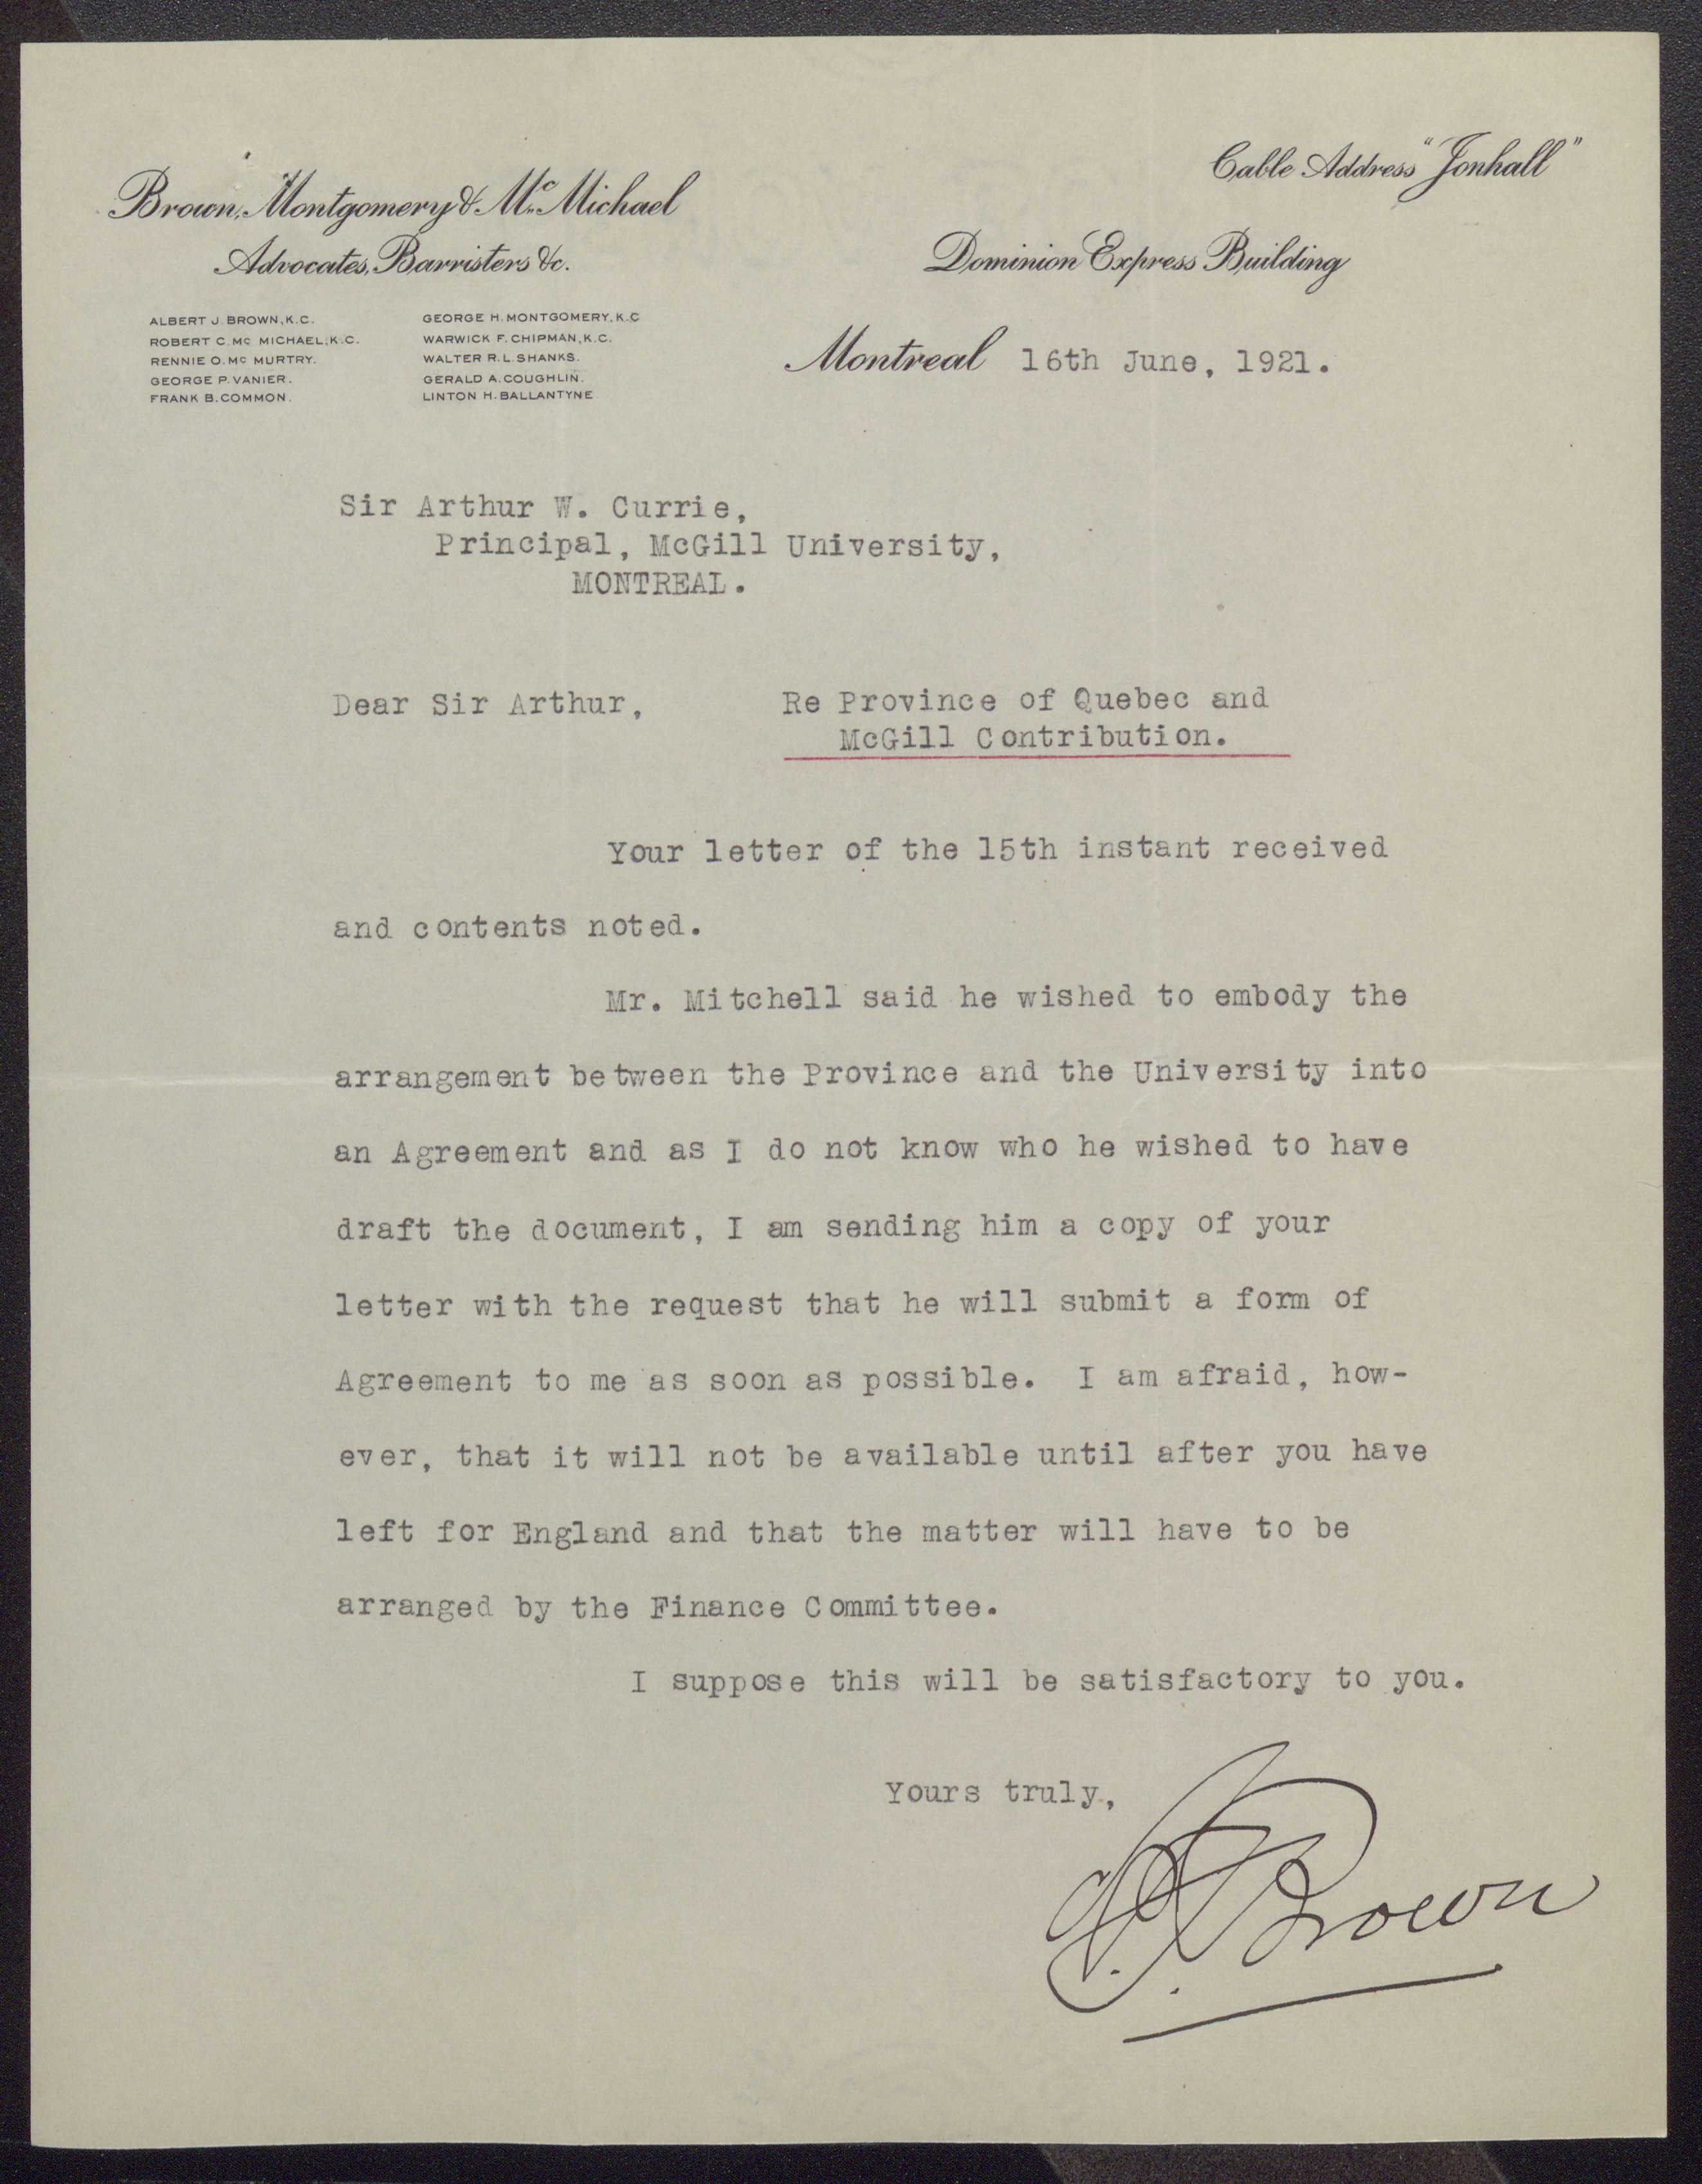 Cable Address "Jonhall"
Brown, Montgomery & McMichael
Advocates, Barristers &c.
Dominion Express Building
ALBERT J. BROWN, K.C.
ROBERT C. Mc MICHAEL, K.C.
RENNIE O. Mc MURTRY.
GEORGE P. VANIER.
FRANK B. COMMON.
GEORGE H. MONTGOMERY, K.C
WARWICK F. CHIPMAN, K.C.
WALTER R. L. SHANKS.
GERALD A. COUGHLIN.
LINTON H. BALLANTYNE
Montreal 16th June, 1921.
Sir Arthur W. Currie,
Principal, McGill University,
MONTREAL.
Dear Sir Arthur,
Re Province of Quebec and
McGill Contribution.
Your letter of the 15th instant received
and contents noted.
Mr. Mitchell said he wished to embody the
arrangement between the Province and the University into
an Agreement and as I do not know who he wished to have
draft the document, I am sending him a copy of your
letter with the request that he will submit a form of
Agreement to me as soon as possible. I am afraid, how-
ever, that it will not be available until after you have
left for England and that the matter will have to be
arranged by the Finance Committee.
I suppose this will be satisfactory to you.
Yours truly,
A. J. Brown